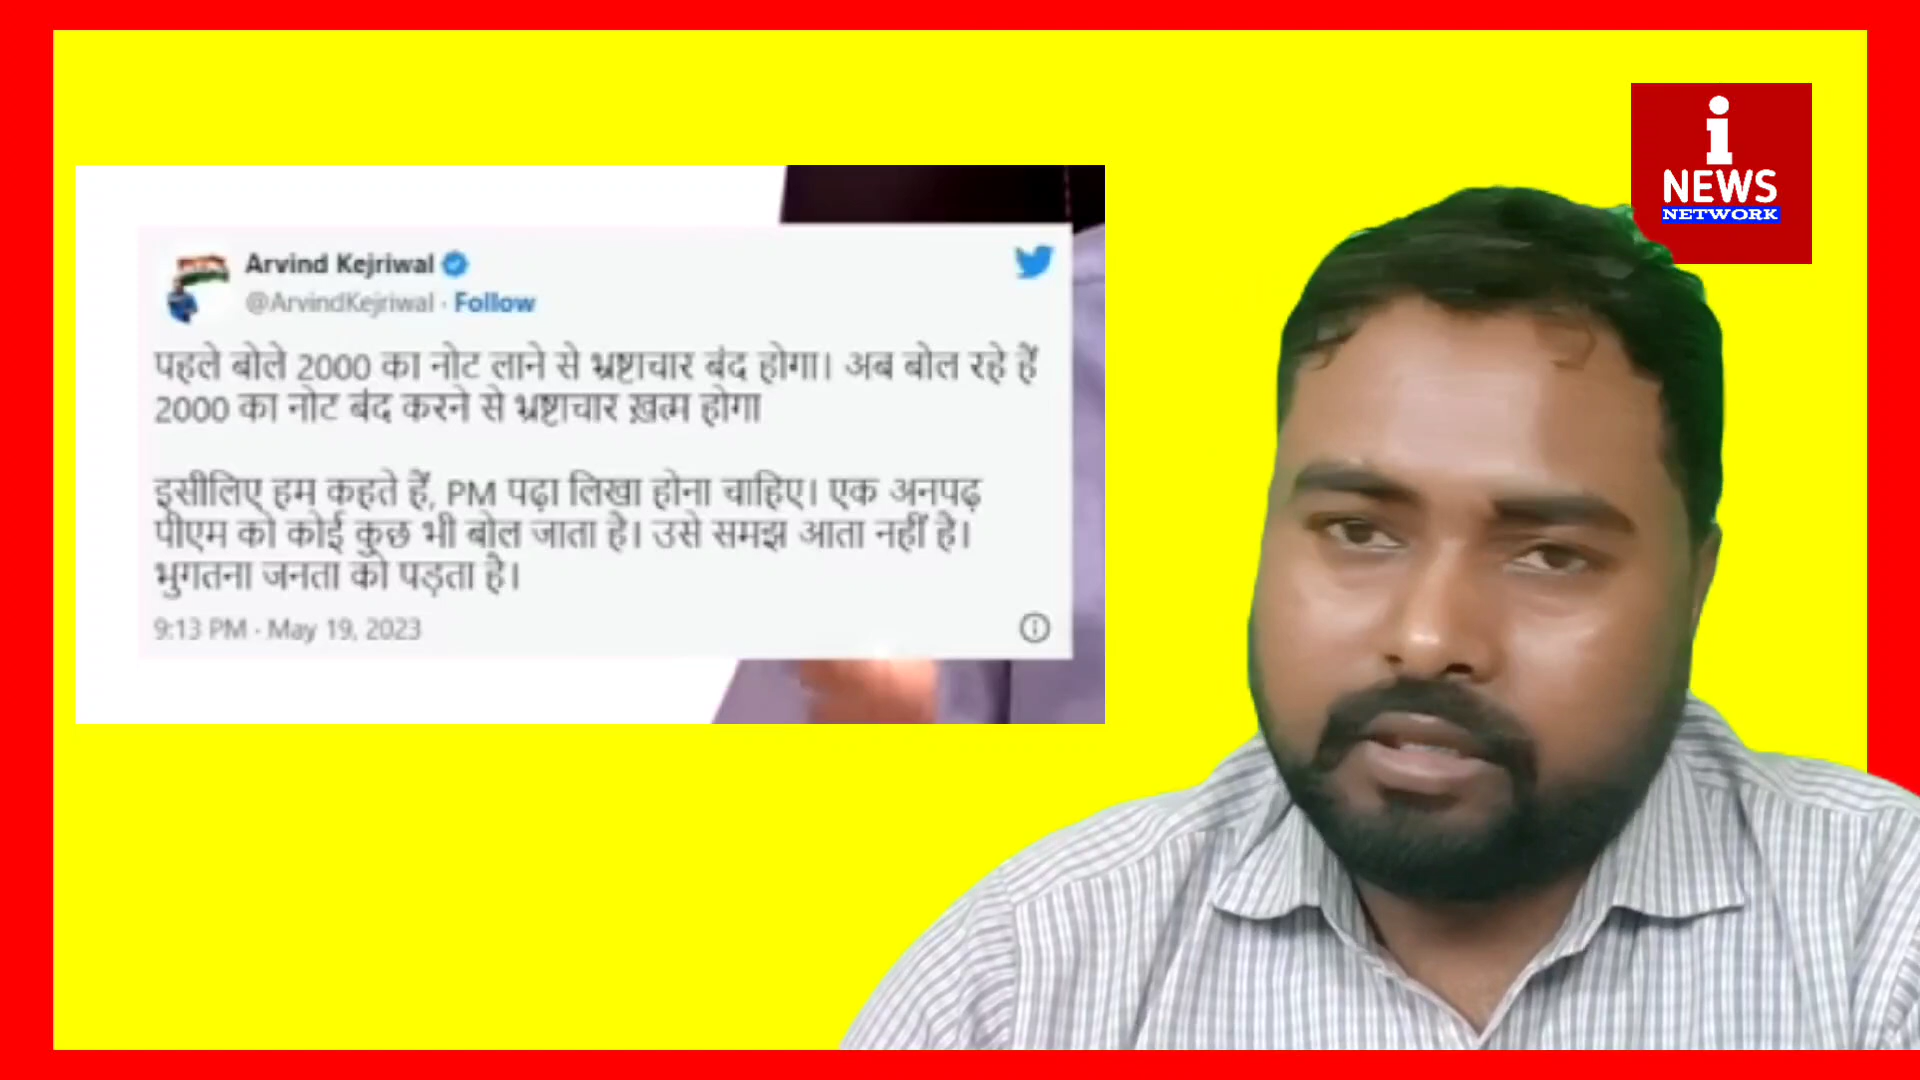 i
NEWS
NETWORK
Arvind Kejriwal
@ArvindKejriwal · Follow
पहले बोले 2000 का नोट लाने से भ्रष्टाचार बंद होगा। अब बोल रहे हैं
2000 का नोट बंद करने से भ्रष्टाचार ख़त्म होगा
इसीलिए हम कहते हैं, PM पढ़ा लिखा होना चाहिए। एक अनपढ़
पीएम को कोई कुछ भी बोल जाता है। उसे समझ आता नहीं है।
भुगतना जनता को पड़ता है।
9:13 PM · May 19, 2023